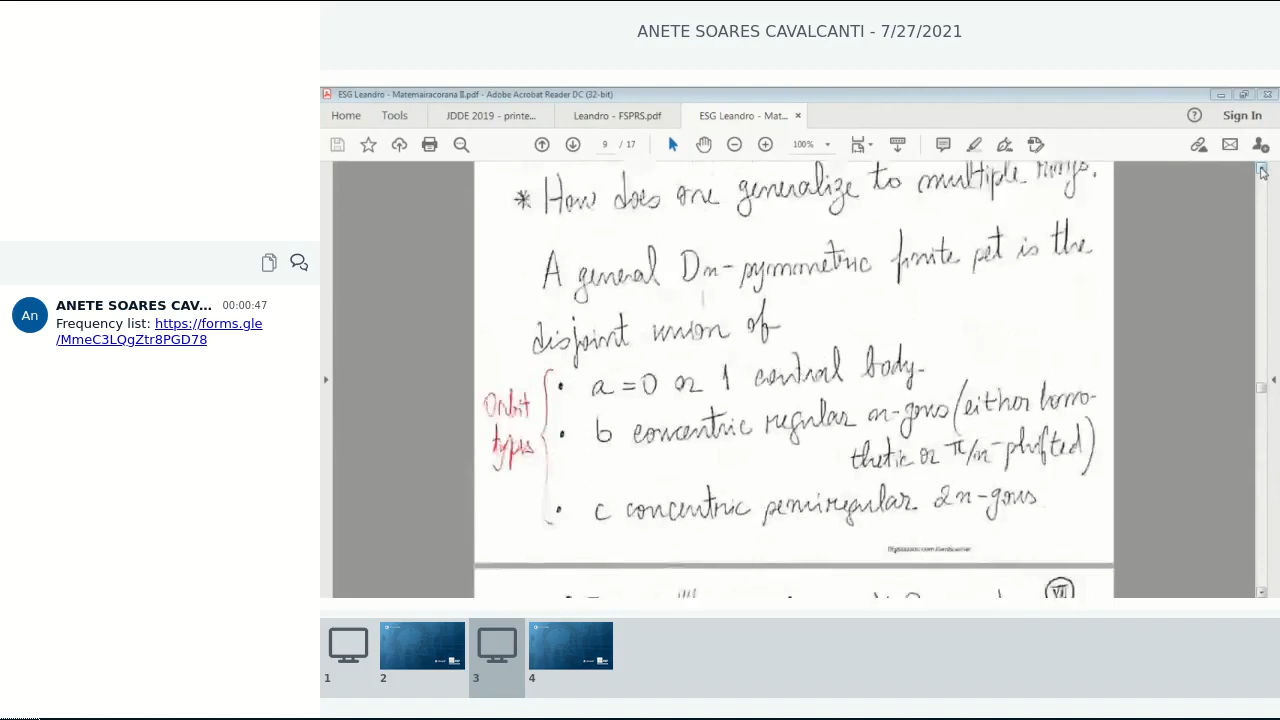 ANETE SOARES CAVALCANTI - 7/27/2021
ESG Leandro - Matemairacorana II.pdf - Adobe Acrobat Reader DC (32-bit)
Home Tools JDDE 2019 - printe... Leandro - FSPRS.pdf ESG Leandro - Mat... × Sign In
9 / 17 100%
An ANETE SOARES CAV... 00:00:47
Frequency list: https://forms.gle
/MmeC3LQgZtr8PGD78
* How does one generalize to multiple rings.
A general Dn-symmetric finite set is the
disjoint union of
Orbit
types
• a = 0 or 1 central body.
• b concentric regular n-gons (either homo-
thetic or π/n-shifted)
• c concentric semiregular 2n-gons
VII
1 2 3 4